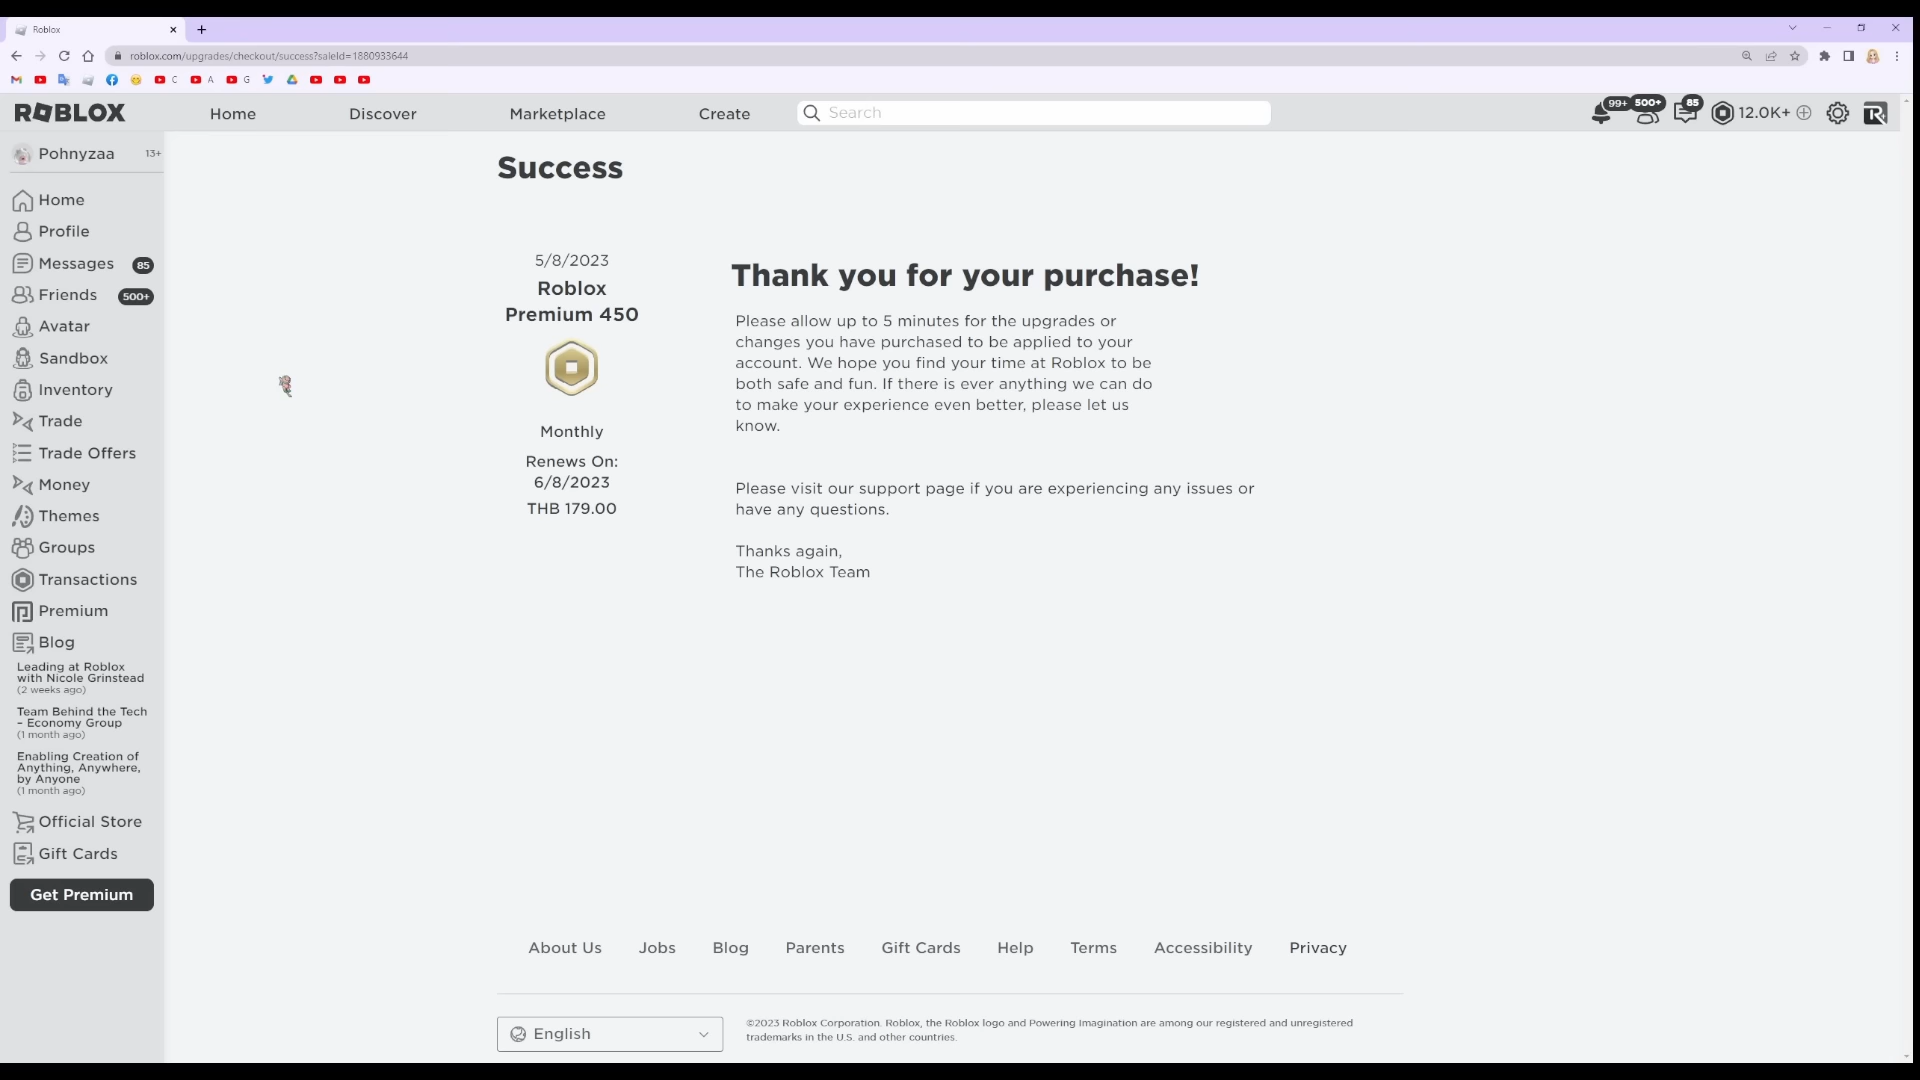 Roblox
roblox.com/upgrades/checkout/success?saleId=1880933644
C A G
ROBLOX Home Discover Marketplace Create Search 99+ 500+ 85 12.0K+
Pohnyzaa 13+
Home
Profile
Messages 85
Friends 500+
Avatar
Sandbox
Inventory
Trade
Trade Offers
Money
Themes
Groups
Transactions
Premium
Blog
Leading at Roblox
with Nicole Grinstead
(2 weeks ago)
Team Behind the Tech
– Economy Group
(1 month ago)
Enabling Creation of
Anything, Anywhere,
by Anyone
(1 month ago)
Official Store
Gift Cards
Get Premium
Success
5/8/2023
Roblox
Premium 450
Monthly
Renews On:
6/8/2023
THB 179.00
Thank you for your purchase!
Please allow up to 5 minutes for the upgrades or
changes you have purchased to be applied to your
account. We hope you find your time at Roblox to be
both safe and fun. If there is ever anything we can do
to make your experience even better, please let us
know.
Please visit our support page if you are experiencing any issues or
have any questions.
Thanks again,
The Roblox Team
About Us Jobs Blog Parents Gift Cards Help Terms Accessibility Privacy
English
©2023 Roblox Corporation. Roblox, the Roblox logo and Powering Imagination are among our registered and unregistered
trademarks in the U.S. and other countries.